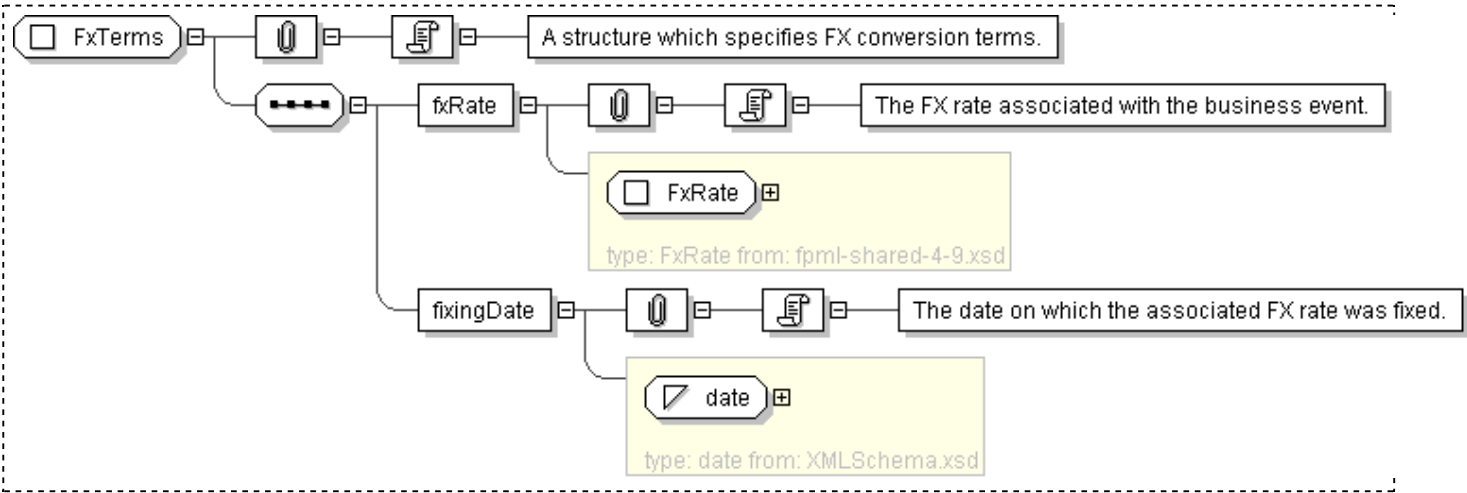 FxTerms
A structure which specifies FX conversion terms.
fxRate
The FX rate associated with the business event.
FxRate
type: FxRate from: fpml-shared-4-9.xsd
fixingDate
The date on which the associated FX rate was fixed.
date
type: date from: XMLSchema.xsd